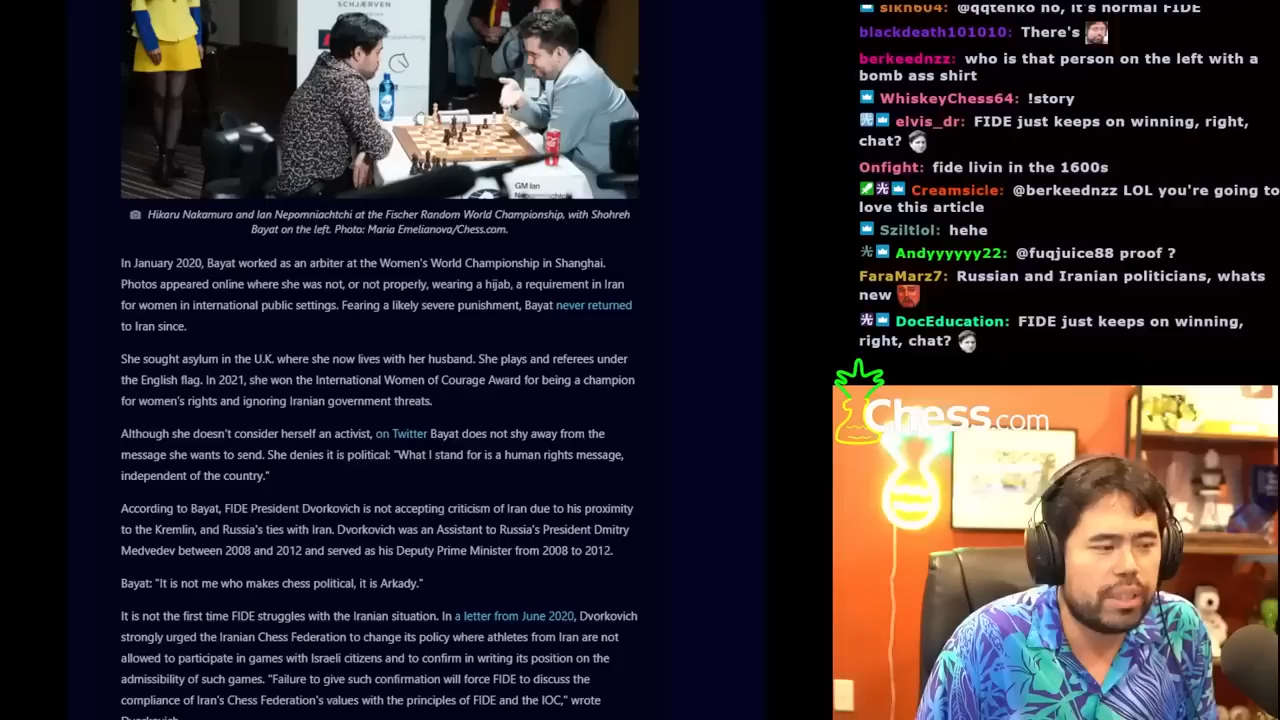 SCHJÆRVEN
GM Ian
Hikaru Nakamura and Ian Nepomniachtchi at the Fischer Random World Championship, with Shohreh
Bayat on the left. Photo: Maria Emelianova/Chess.com.
In January 2020, Bayat worked as an arbiter at the Women's World Championship in Shanghai.
Photos appeared online where she was not, or not properly, wearing a hijab, a requirement in Iran
for women in international public settings. Fearing a likely severe punishment, Bayat never returned
to Iran since.
She sought asylum in the U.K. where she now lives with her husband. She plays and referees under
the English flag. In 2021, she won the International Women of Courage Award for being a champion
for women's rights and ignoring Iranian government threats.
Although she doesn't consider herself an activist, on Twitter Bayat does not shy away from the
message she wants to send. She denies it is political: "What I stand for is a human rights message,
independent of the country."
According to Bayat, FIDE President Dvorkovich is not accepting criticism of Iran due to his proximity
to the Kremlin, and Russia's ties with Iran. Dvorkovich was an Assistant to Russia's President Dmitry
Medvedev between 2008 and 2012 and served as his Deputy Prime Minister from 2008 to 2012.
Bayat: "It is not me who makes chess political, it is Arkady."
It is not the first time FIDE struggles with the Iranian situation. In a letter from June 2020, Dvorkovich
strongly urged the Iranian Chess Federation to change its policy where athletes from Iran are not
allowed to participate in games with Israeli citizens and to confirm in writing its position on the
admissibility of such games. "Failure to give such confirmation will force FIDE to discuss the
compliance of Iran's Chess Federation's values with the principles of FIDE and the IOC," wrote
Dvorkovich
sikh604: @qqtenko no, it's normal FIDE
blackdeath101010: There's
berkeednzz: who is that person on the left with a
bomb ass shirt
WhiskeyChess64: !story
elvis_dr: FIDE just keeps on winning, right,
chat?
Onfight: fide livin in the 1600s
Creamsicle: @berkeednzz LOL you're going to
love this article
Sziltlol: hehe
Andyyyyyy22: @fuqjuice88 proof ?
FaraMarz7: Russian and Iranian politicians, whats
new
DocEducation: FIDE just keeps on winning,
right, chat?
Chess.com